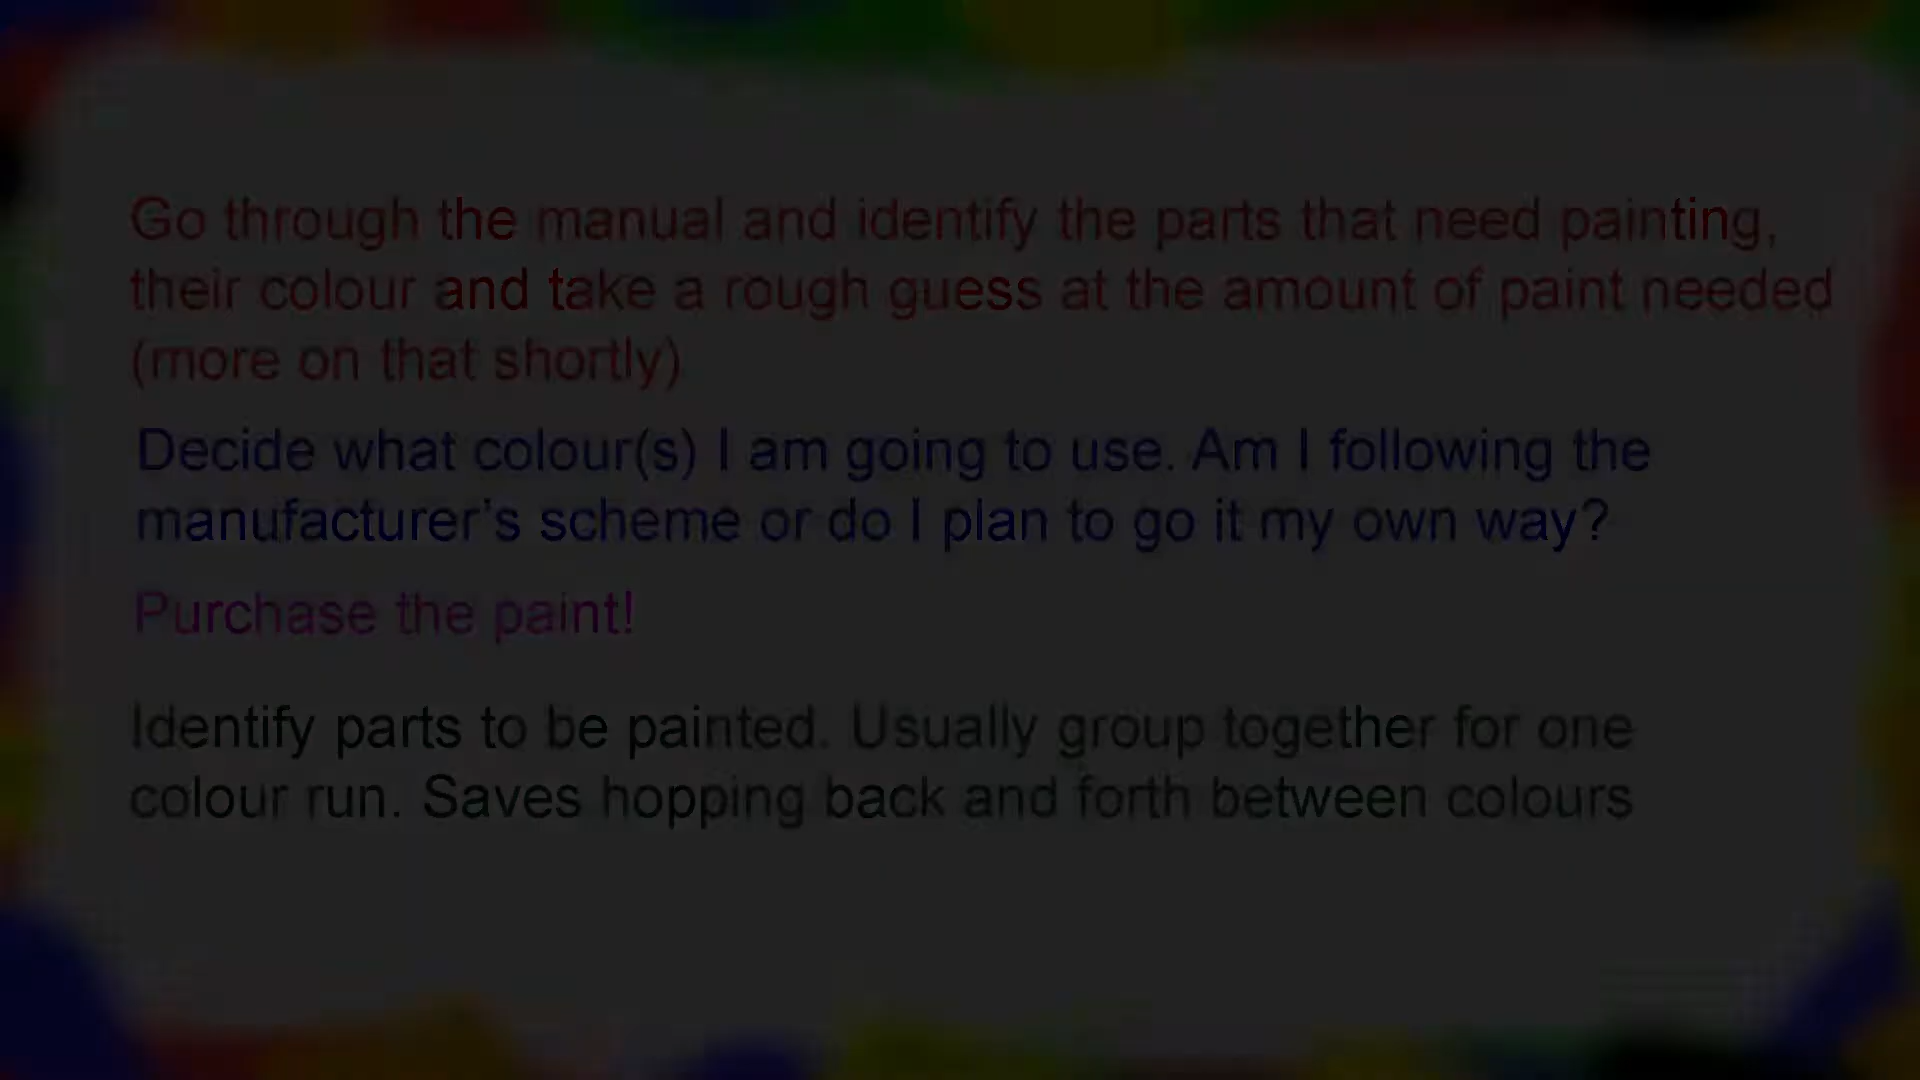 Go through the manual and identify the parts that need painting,
their colour and take a rough guess at the amount of paint needed
(more on that shortly)
Decide what colour(s) I am going to use. Am I following the
manufacturer's scheme or do I plan to go it my own way?
Purchase the paint!
Identify parts to be painted. Usually group together for one
colour run. Saves hopping back and forth between colours